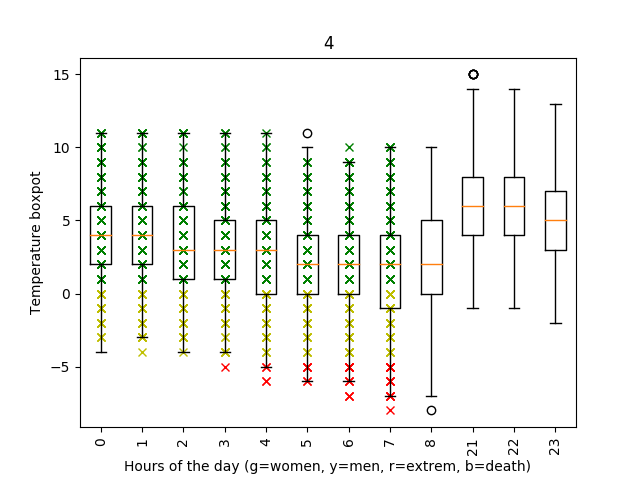 4
15
10
5
0
−5
Temperature boxpot
0 1 2 3 4 5 6 7 8 21 22 23
Hours of the day (g=women, y=men, r=extrem, b=death)